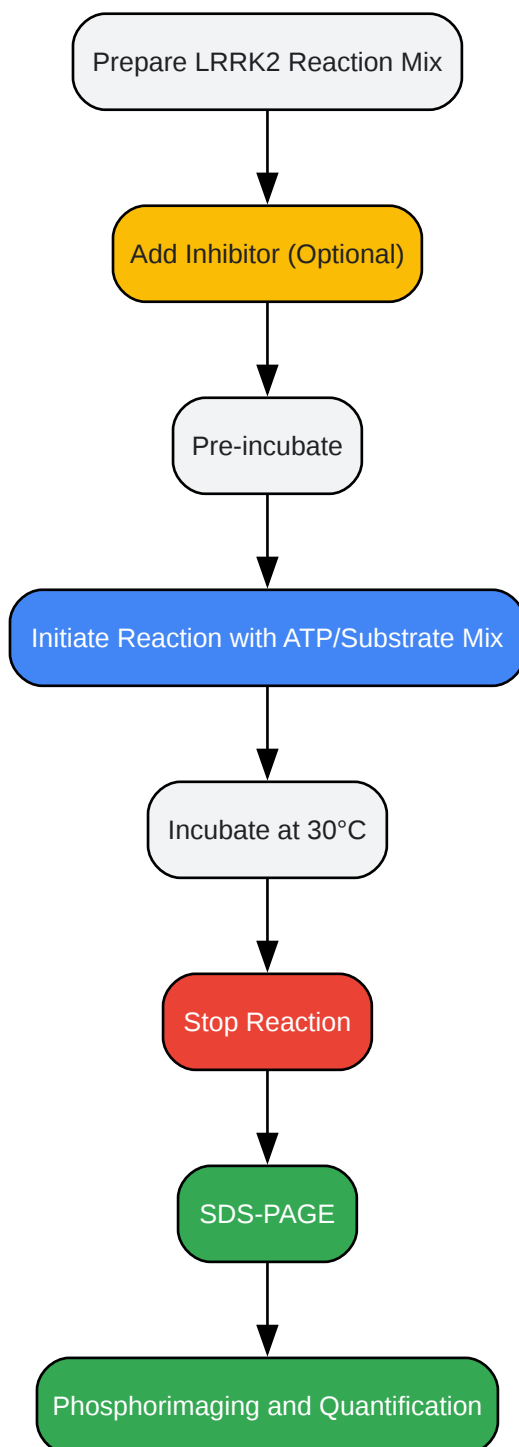 Prepare LRRK2 Reaction Mix
Add Inhibitor (Optional)
Pre-incubate
Initiate Reaction with ATP/Substrate Mix
Incubate at 30°C
Stop Reaction
SDS-PAGE
Phosphorimaging and Quantification